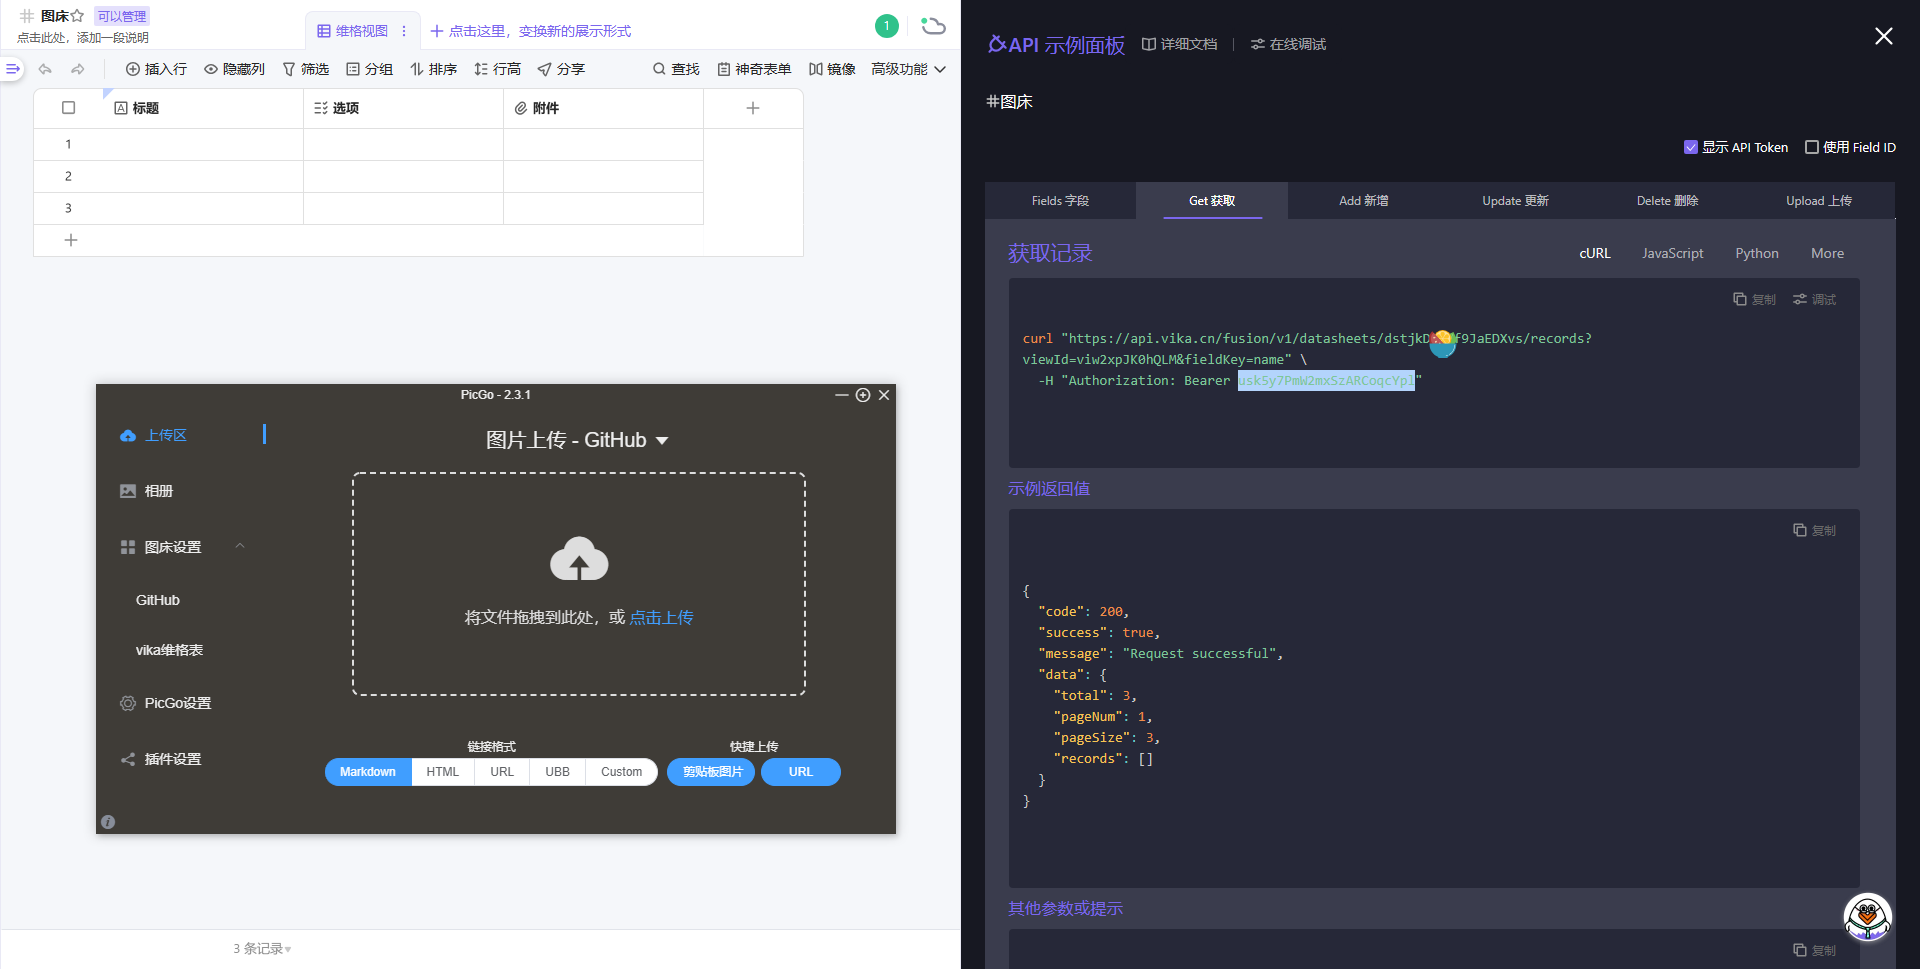 图床
可以管理
点击此处，添加一段说明
维格视图
点击这里，变换新的展示形式
1
插入行
隐藏列
筛选
分组
排序
行高
分享
查找
神奇表单
镜像
高级功能
标题
选项
附件
1
2
3
3 条记录
PicGo - 2.3.1
上传区
相册
图床设置
GitHub
vika维格表
PicGo设置
插件设置
图片上传 - GitHub
将文件拖拽到此处，或 点击上传
链接格式
快捷上传
Markdown
HTML
URL
UBB
Custom
剪贴板图片
URL
API 示例面板
详细文档
在线调试
图床
显示 API Token
使用 Field ID
Fields 字段
Get 获取
Add 新增
Update 更新
Delete 删除
Upload 上传
获取记录
cURL
JavaScript
Python
More
复制
调试
curl "https://api.vika.cn/fusion/v1/datasheets/dstjkD f9JaEDXvs/records?
viewId=viw2xpJK0hQLM&fieldKey=name" \
-H "Authorization: Bearer usk5y7PmW2mxSzARCoqcYpl"
示例返回值
复制
{
"code": 200,
"success": true,
"message": "Request successful",
"data": {
"total": 3,
"pageNum": 1,
"pageSize": 3,
"records": []
}
}
其他参数或提示
复制